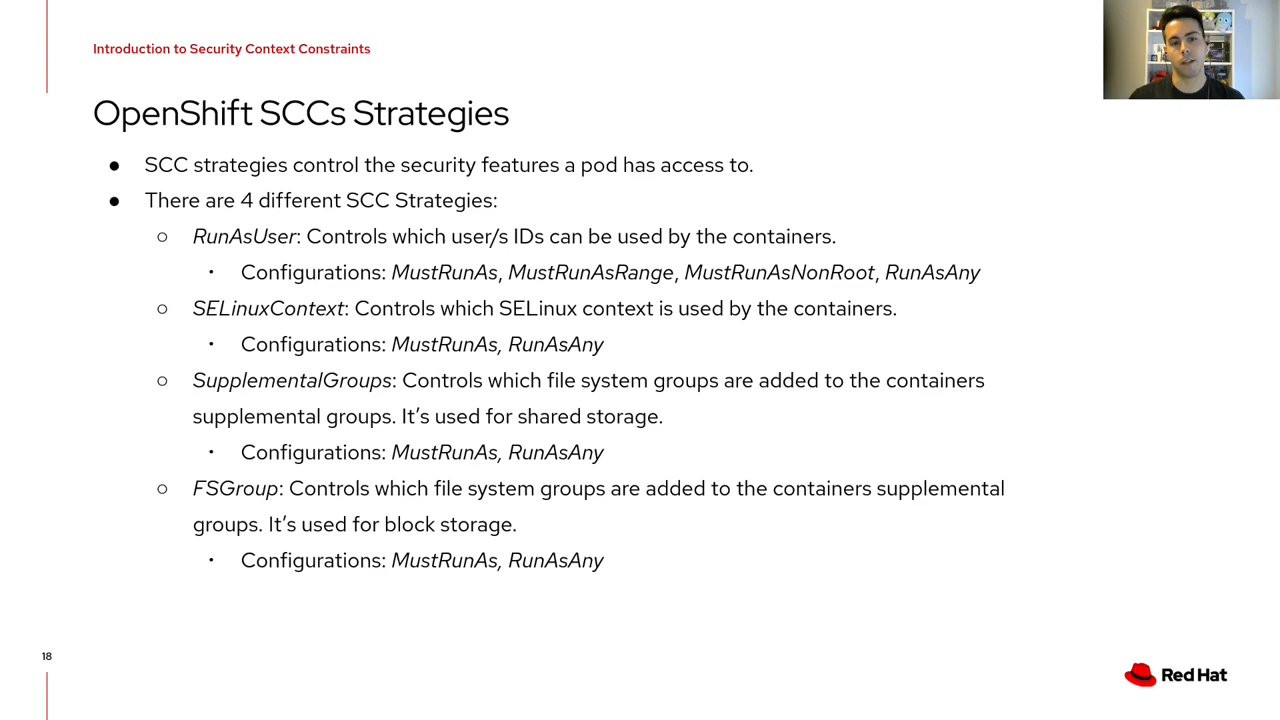 Introduction to Security Context Constraints
OpenShift SCCs Strategies
● SCC strategies control the security features a pod has access to.
● There are 4 different SCC Strategies:
○ RunAsUser: Controls which user/s IDs can be used by the containers.
▪ Configurations: MustRunAs, MustRunAsRange, MustRunAsNonRoot, RunAsAny
○ SELinuxContext: Controls which SELinux context is used by the containers.
▪ Configurations: MustRunAs, RunAsAny
○ SupplementalGroups: Controls which file system groups are added to the containers
supplemental groups. It’s used for shared storage.
▪ Configurations: MustRunAs, RunAsAny
○ FSGroup: Controls which file system groups are added to the containers supplemental
groups. It’s used for block storage.
▪ Configurations: MustRunAs, RunAsAny
18
Red Hat